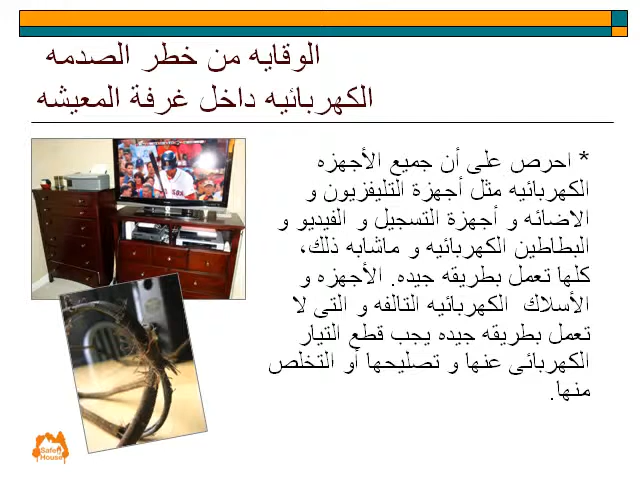 الوقايه من خطر الصدمه
الكهربائيه داخل غرفة المعيشه
* احرص على أن جميع الأجهزه
الكهربائيه مثل أجهزة التليفزيون و
الاضائه و أجهزة التسجيل و الفيديو و
البطاطين الكهربائيه و ماشابه ذلك،
كلها تعمل بطريقه جيده. الأجهزه و
الأسلاك الكهربائيه التالفه و التى لا
تعمل بطريقه جيده يجب قطع التيار
الكهربائى عنها و تصليحها أو التخلص
منها.
Safe
House